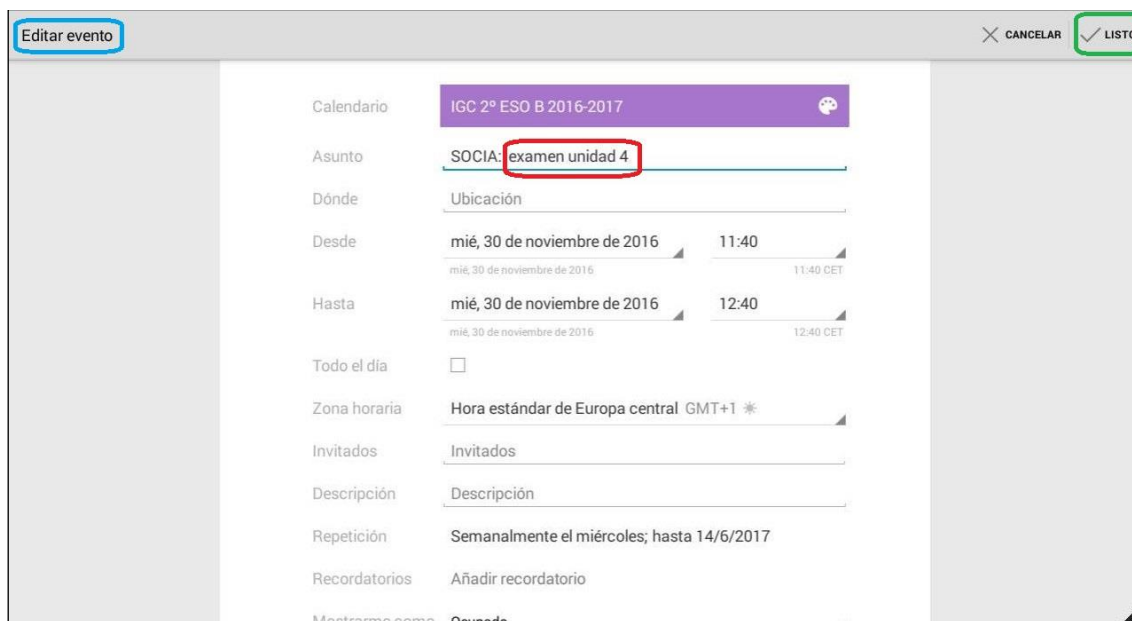 Editar evento
CANCELAR
LISTO
Calendario IGC 2º ESO B 2016-2017
Asunto SOCIA: examen unidad 4
Dónde Ubicación
Desde mié, 30 de noviembre de 2016 11:40
mié, 30 de noviembre de 2016 11:40 CET
Hasta mié, 30 de noviembre de 2016 12:40
mié, 30 de noviembre de 2016 12:40 CET
Todo el día
Zona horaria Hora estándar de Europa central GMT+1
Invitados Invitados
Descripción Descripción
Repetición Semanalmente el miércoles; hasta 14/6/2017
Recordatorios Añadir recordatorio
Mostrarme como Ocupado